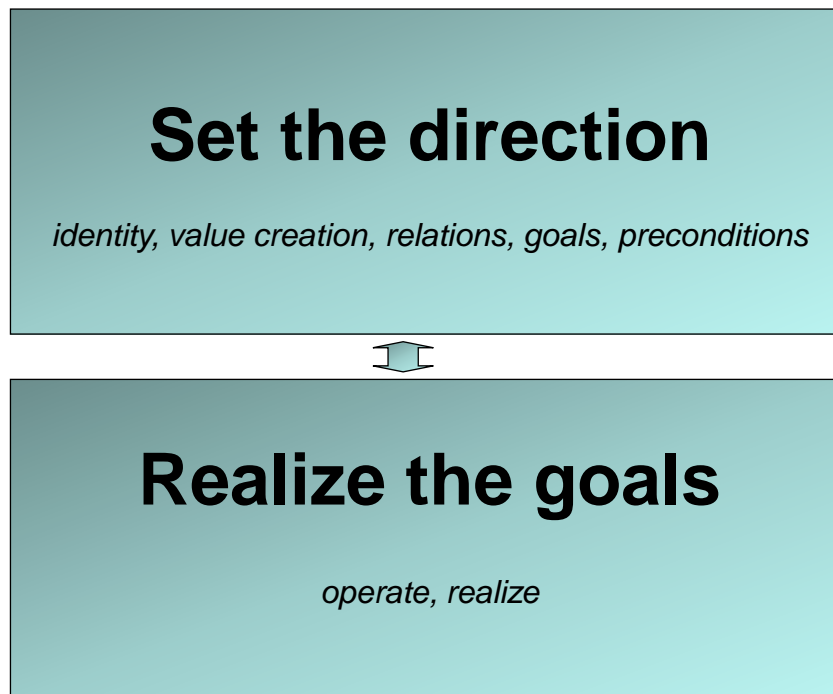 Set the direction
identity, value creation, relations, goals, preconditions
Realize the goals
operate, realize